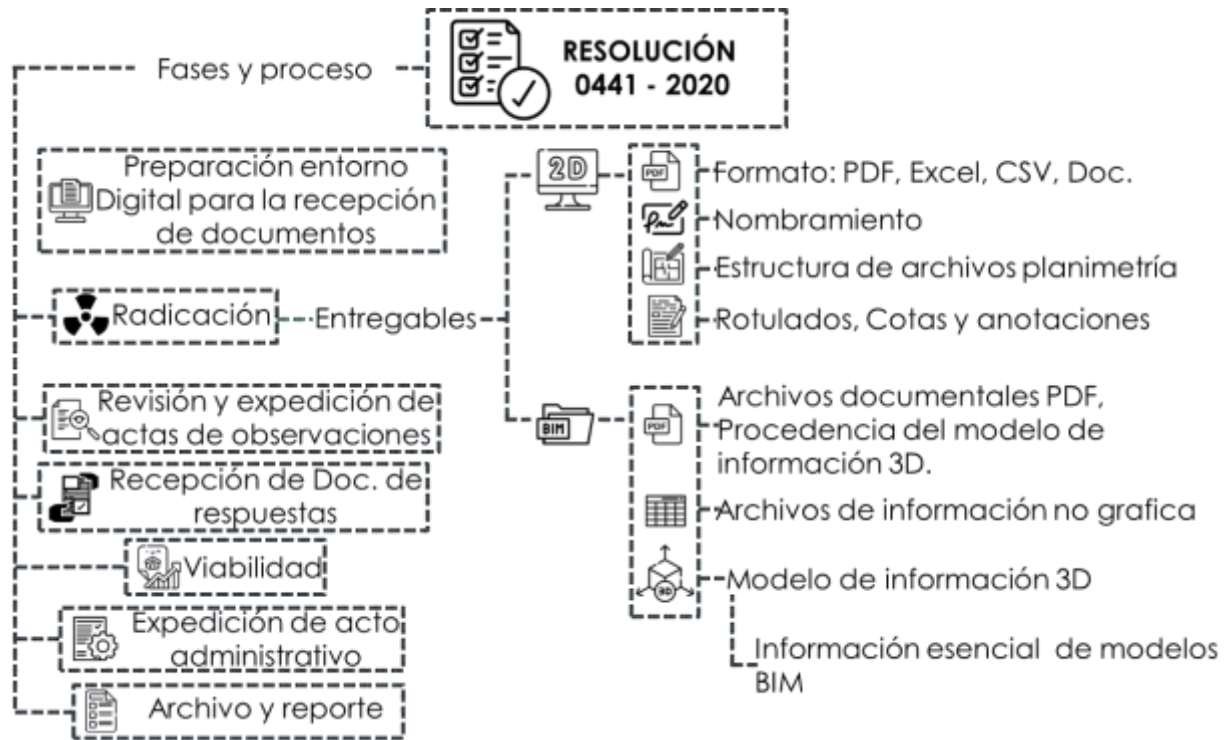 RESOLUCIÓN
0441 - 2020
Fases y proceso
Preparación entorno
Digital para la recepción
de documentos
Radicación
Entregables
2D
PDF
Formato: PDF, Excel, CSV, Doc.
Nombramiento
Estructura de archivos planimetría
Rotulados, Cotas y anotaciones
BIM
PDF
Archivos documentales PDF,
Procedencia del modelo de
información 3D.
Archivos de información no grafica
3D
Modelo de información 3D
Información esencial de modelos
BIM
Revisión y expedición de
actas de observaciones
Recepción de Doc. de
respuestas
Viabilidad
Expedición de acto
administrativo
Archivo y reporte